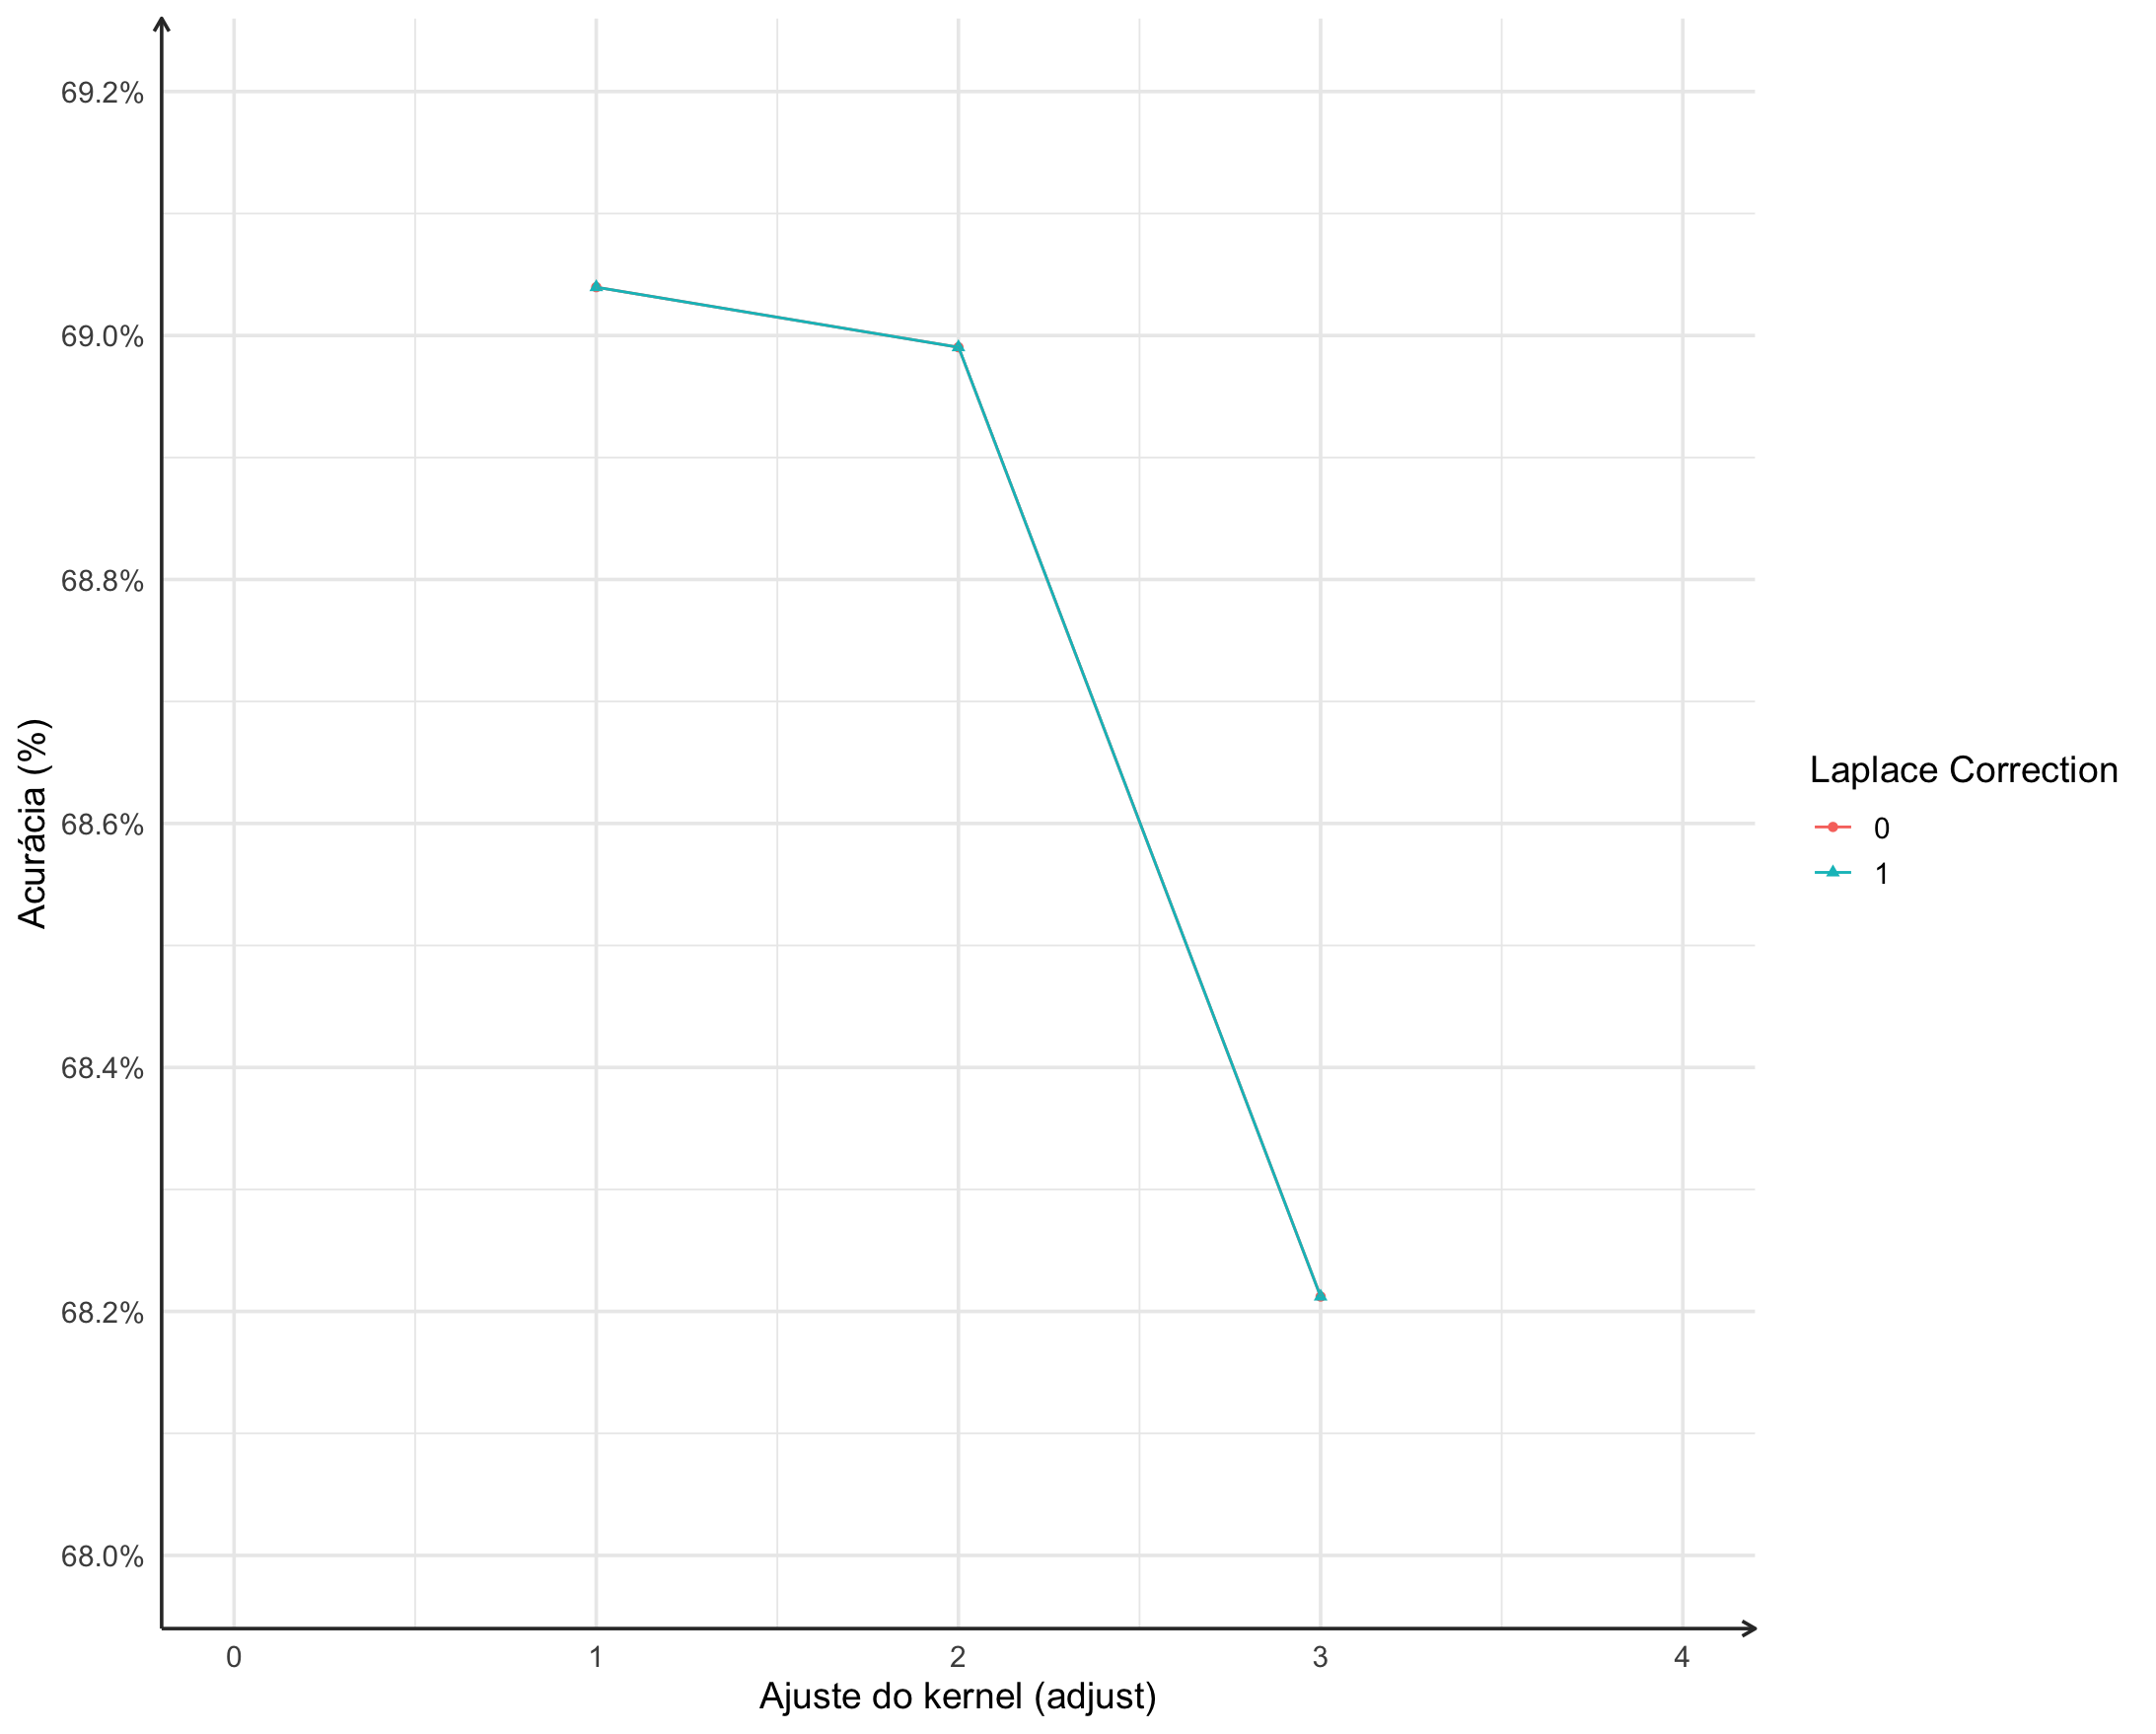 Acurácia (%)
69.2%
69.0%
68.8%
68.6%
68.4%
68.2%
68.0%
0 1 2 3 4
Ajuste do kernel (adjust)
Laplace Correction
0
1